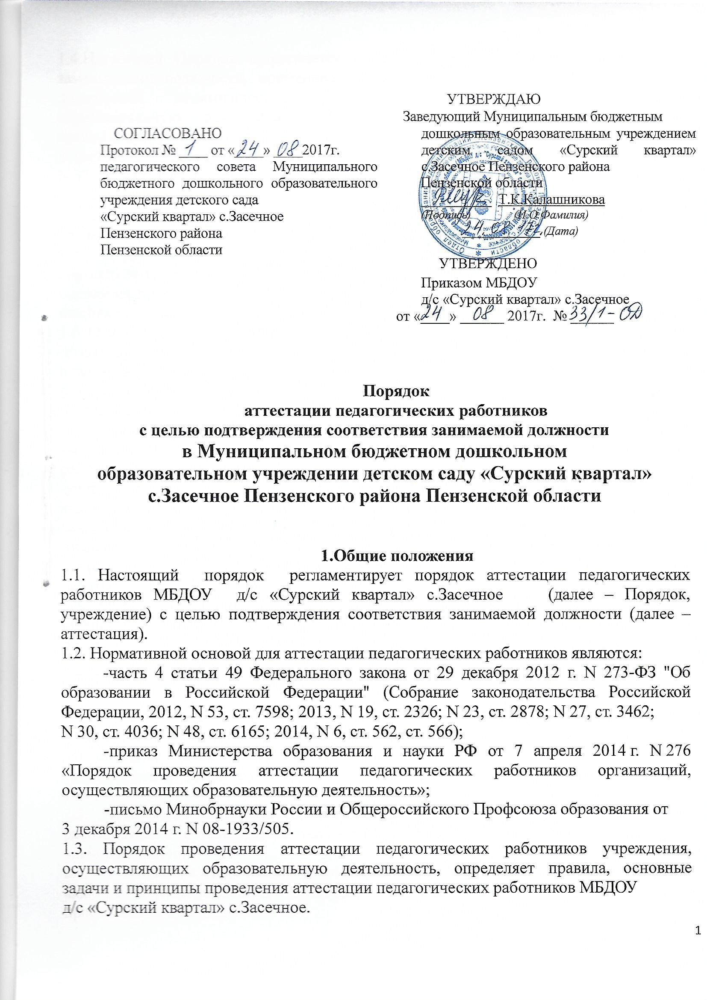 СОГЛАСОВАНО
Протокол № 1 от «24» 08 2017г.
педагогического совета Муниципального
бюджетного дошкольного образовательного
учреждения детского сада
«Сурский квартал» с.Засечное
Пензенского района
Пензенской области
УТВЕРЖДАЮ
Заведующий Муниципальным бюджетным
дошкольным образовательным учреждением
детским садом «Сурский квартал»
с.Засечное Пензенского района
Пензенской области
Т.К.Калашникова
(Подпись) (И.О.Фамилия)
24.08.17г. (Дата)
УТВЕРЖДЕНО
Приказом МБДОУ
д/с «Сурский квартал» с.Засечное
от «24» 08 2017г. № 33/1-ОД
Порядок
аттестации педагогических работников
с целью подтверждения соответствия занимаемой должности
в Муниципальном бюджетном дошкольном
образовательном учреждении детском саду «Сурский квартал»
с.Засечное Пензенского района Пензенской области
1.Общие положения
1.1. Настоящий порядок регламентирует порядок аттестации педагогических
работников МБДОУ д/с «Сурский квартал» с.Засечное (далее – Порядок,
учреждение) с целью подтверждения соответствия занимаемой должности (далее –
аттестация).
1.2. Нормативной основой для аттестации педагогических работников являются:
-часть 4 статьи 49 Федерального закона от 29 декабря 2012 г. N 273-ФЗ "Об
образовании в Российской Федерации" (Собрание законодательства Российской
Федерации, 2012, N 53, ст. 7598; 2013, N 19, ст. 2326; N 23, ст. 2878; N 27, ст. 3462;
N 30, ст. 4036; N 48, ст. 6165; 2014, N 6, ст. 562, ст. 566);
-приказ Министерства образования и науки РФ от 7 апреля 2014 г. N 276
«Порядок проведения аттестации педагогических работников организаций,
осуществляющих образовательную деятельность»;
-письмо Минобрнауки России и Общероссийского Профсоюза образования от
3 декабря 2014 г. N 08-1933/505.
1.3. Порядок проведения аттестации педагогических работников учреждения,
осуществляющих образовательную деятельность, определяет правила, основные
задачи и принципы проведения аттестации педагогических работников МБДОУ
д/с «Сурский квартал» с.Засечное.
1